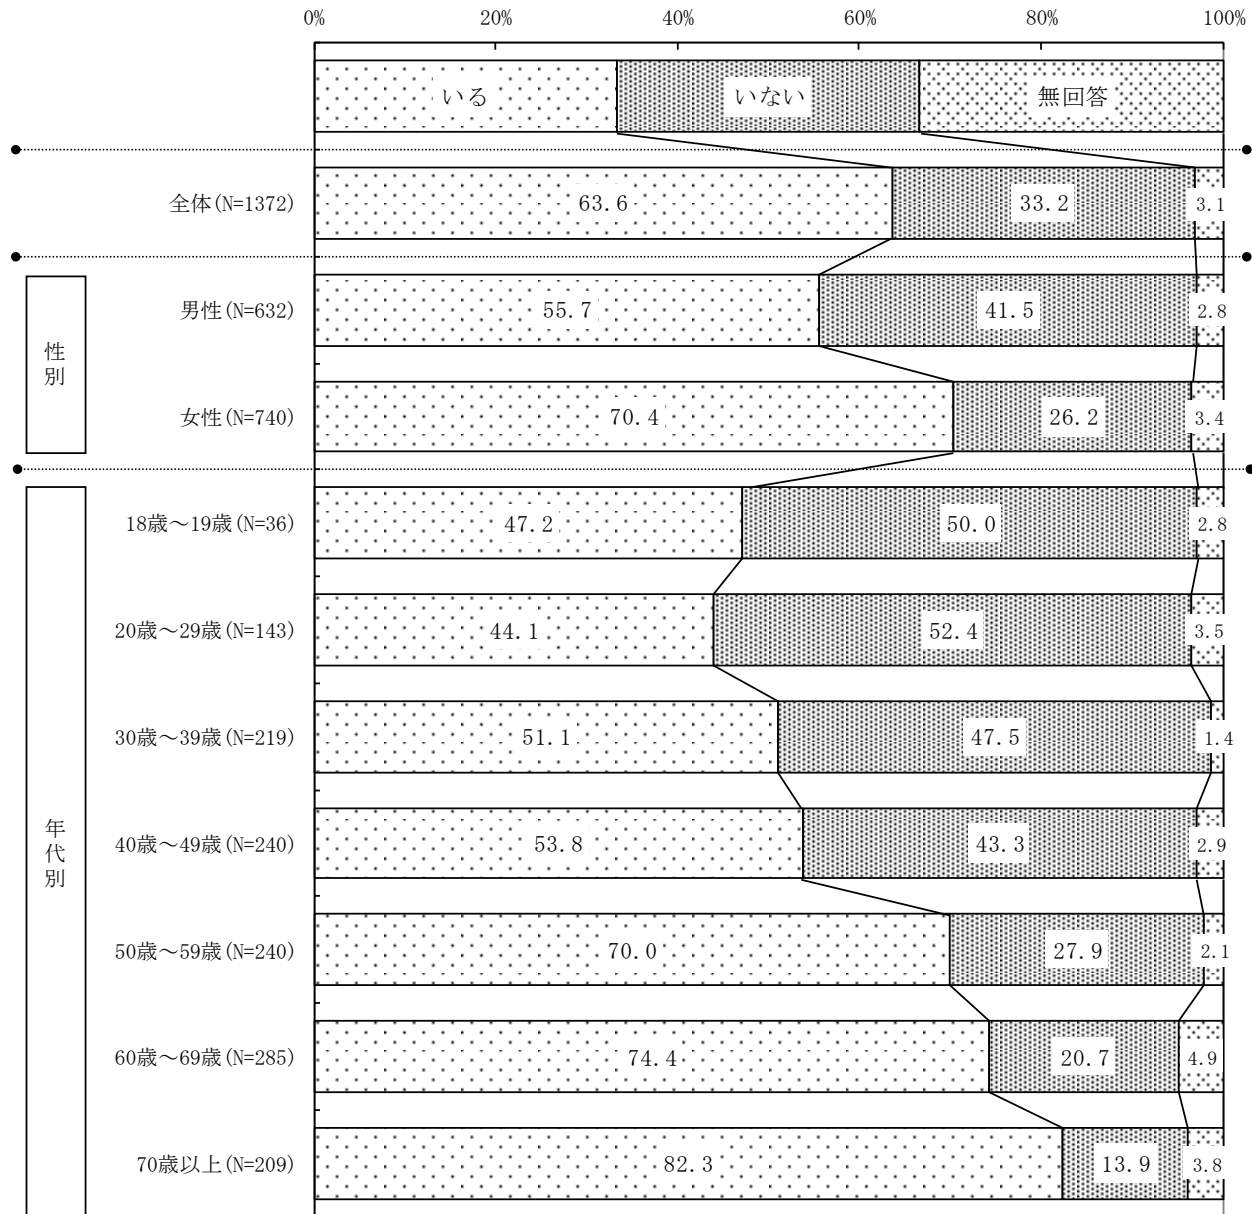 0% 20% 40% 60% 80% 100%
いる いない 無回答
全体(N=1372) 63.6 33.2 3.1
性別
男性(N=632) 55.7 41.5 2.8
女性(N=740) 70.4 26.2 3.4
年代別
18歳～19歳(N=36) 47.2 50.0 2.8
20歳～29歳(N=143) 44.1 52.4 3.5
30歳～39歳(N=219) 51.1 47.5 1.4
40歳～49歳(N=240) 53.8 43.3 2.9
50歳～59歳(N=240) 70.0 27.9 2.1
60歳～69歳(N=285) 74.4 20.7 4.9
70歳以上(N=209) 82.3 13.9 3.8